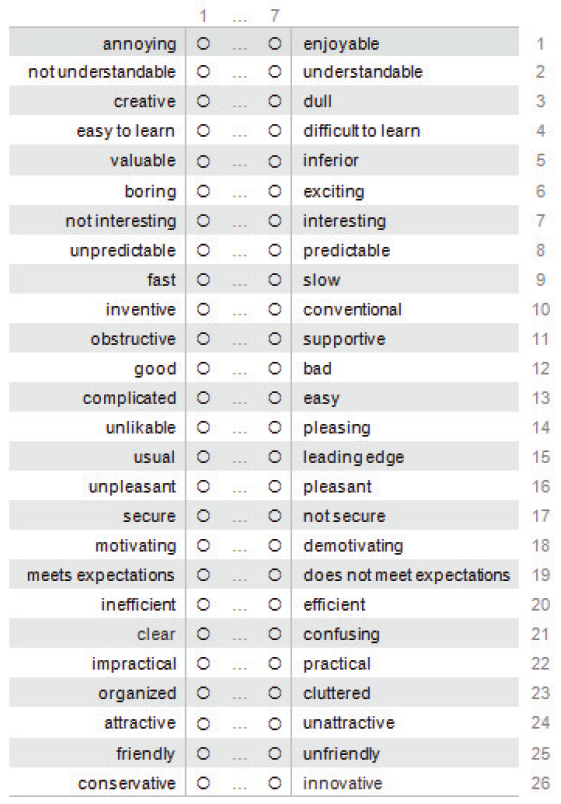 1 ... 7
annoying ○ ... ○ enjoyable 1
not understandable ○ ... ○ understandable 2
creative ○ ... ○ dull 3
easy to learn ○ ... ○ difficult to learn 4
valuable ○ ... ○ inferior 5
boring ○ ... ○ exciting 6
not interesting ○ ... ○ interesting 7
unpredictable ○ ... ○ predictable 8
fast ○ ... ○ slow 9
inventive ○ ... ○ conventional 10
obstructive ○ ... ○ supportive 11
good ○ ... ○ bad 12
complicated ○ ... ○ easy 13
unlikable ○ ... ○ pleasing 14
usual ○ ... ○ leading edge 15
unpleasant ○ ... ○ pleasant 16
secure ○ ... ○ not secure 17
motivating ○ ... ○ demotivating 18
meets expectations ○ ... ○ does not meet expectations 19
inefficient ○ ... ○ efficient 20
clear ○ ... ○ confusing 21
impractical ○ ... ○ practical 22
organized ○ ... ○ cluttered 23
attractive ○ ... ○ unattractive 24
friendly ○ ... ○ unfriendly 25
conservative ○ ... ○ innovative 26